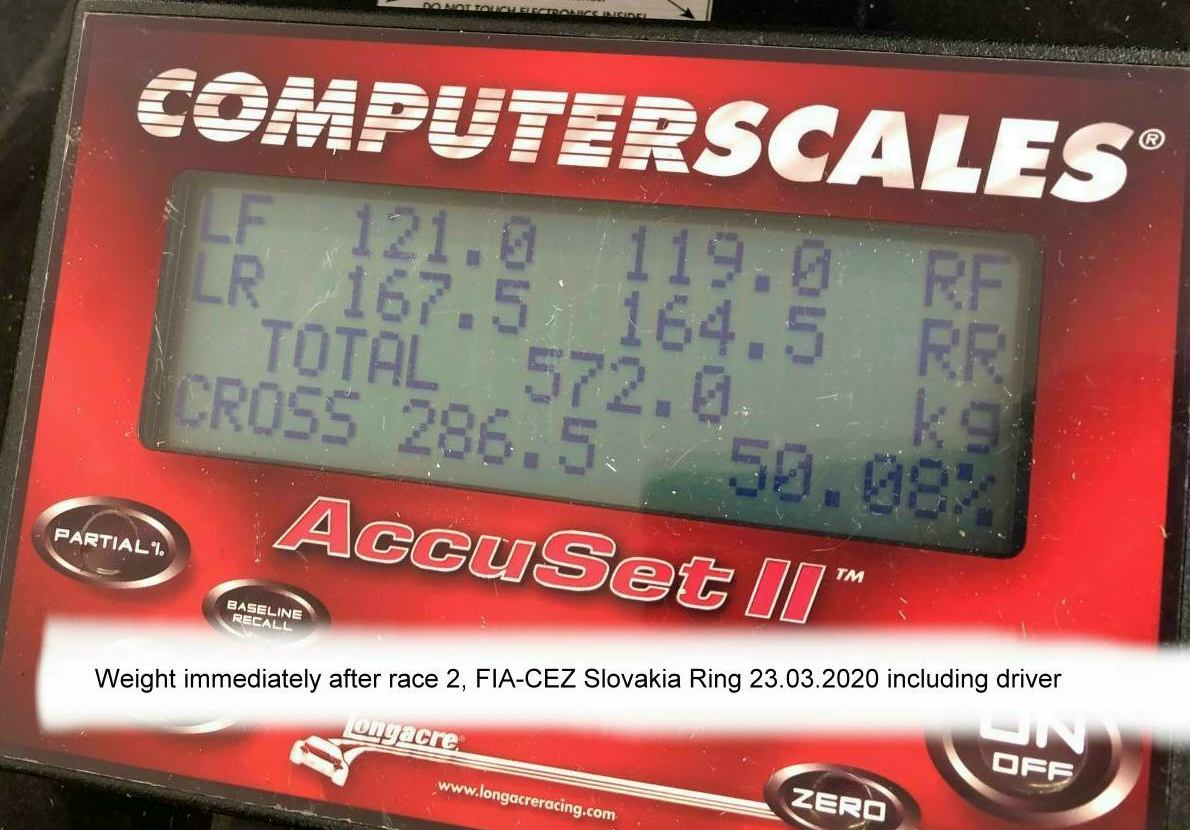 DO NOT TOUCH ELECTRONICS INSIDE!
COMPUTERSCALES®
LF 121.0 119.0 RF
LR 167.5 164.5 RR
TOTAL 572.0 kg
CROSS 286.5 50.08%
PARTIAL%
AccuSet II™
BASELINE
RECALL
Weight immediately after race 2, FIA-CEZ Slovakia Ring 23.03.2020 including driver
Longacre®
ON
OFF
www.longacreracing.com
ZERO